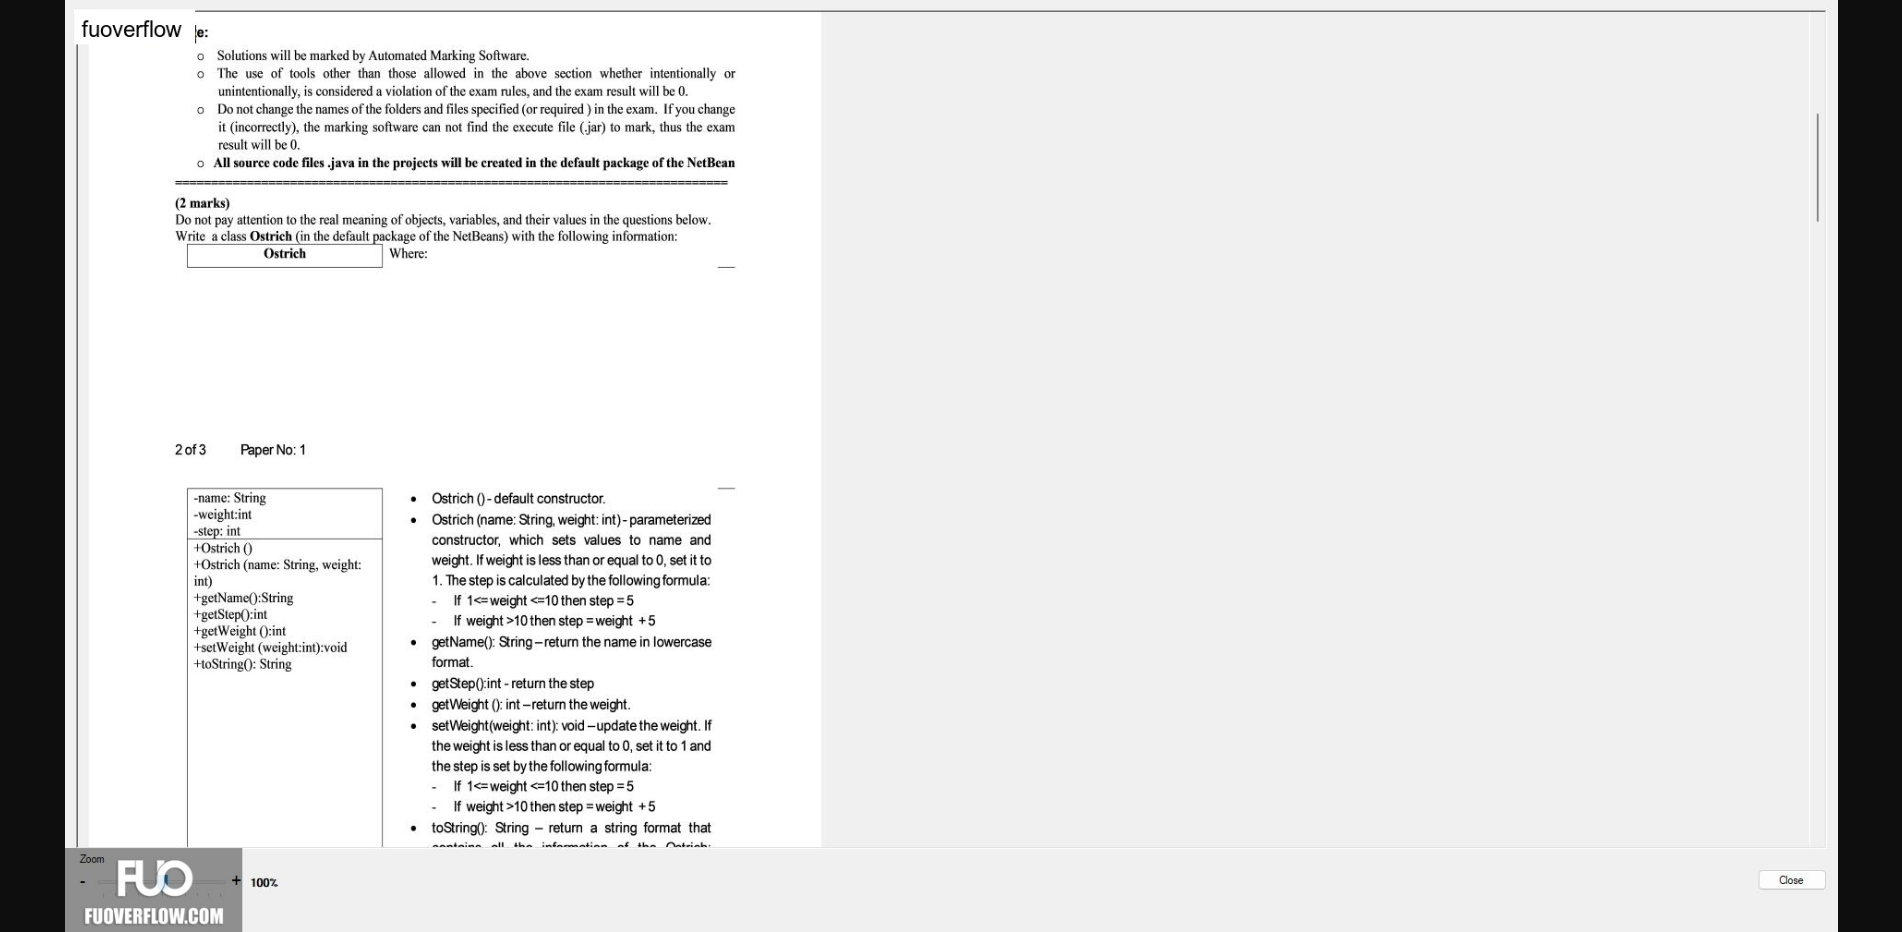 fuoverflow
e:
o Solutions will be marked by Automated Marking Software.
o The use of tools other than those allowed in the above section whether intentionally or
unintentionally, is considered a violation of the exam rules, and the exam result will be 0.
o Do not change the names of the folders and files specified (or required ) in the exam. If you change
it (incorrectly), the marking software can not find the execute file (.jar) to mark, thus the exam
result will be 0.
o All source code files .java in the projects will be created in the default package of the NetBean
(2 marks)
Do not pay attention to the real meaning of objects, variables, and their values in the questions below.
Write a class Ostrich (in the default package of the NetBeans) with the following information:
Ostrich Where:
2 of 3 Paper No: 1
-name: String
-weight:int
-step: int
+Ostrich ()
+Ostrich (name: String, weight:
int)
+getName():String
+getStep():int
+getWeight ():int
+setWeight (weight:int):void
+toString(): String
• Ostrich () - default constructor.
• Ostrich (name: String, weight: int) - parameterized
constructor, which sets values to name and
weight. If weight is less than or equal to 0, set it to
1. The step is calculated by the following formula:
- If 1<= weight <=10 then step = 5
- If weight >10 then step = weight + 5
• getName(): String – return the name in lowercase
format.
• getStep():int - return the step
• getWeight (): int – return the weight.
• setWeight(weight: int): void – update the weight. If
the weight is less than or equal to 0, set it to 1 and
the step is set by the following formula:
- If 1<= weight <=10 then step = 5
- If weight >10 then step = weight + 5
• toString(): String – return a string format that
contains all the information of the Ostrich:
Zoom
- + 100%
FUO
FUOVERFLOW.COM
Close